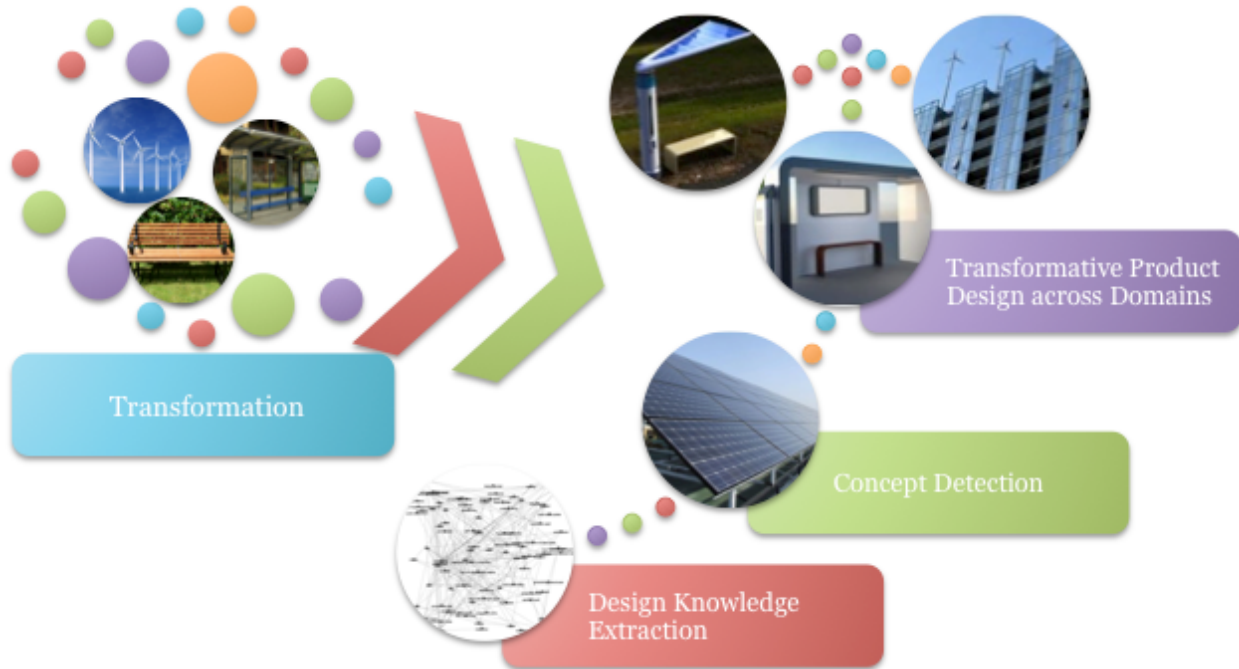 Transformative Product
Design across Domains
Transformation
Concept Detection
Design Knowledge
Extraction